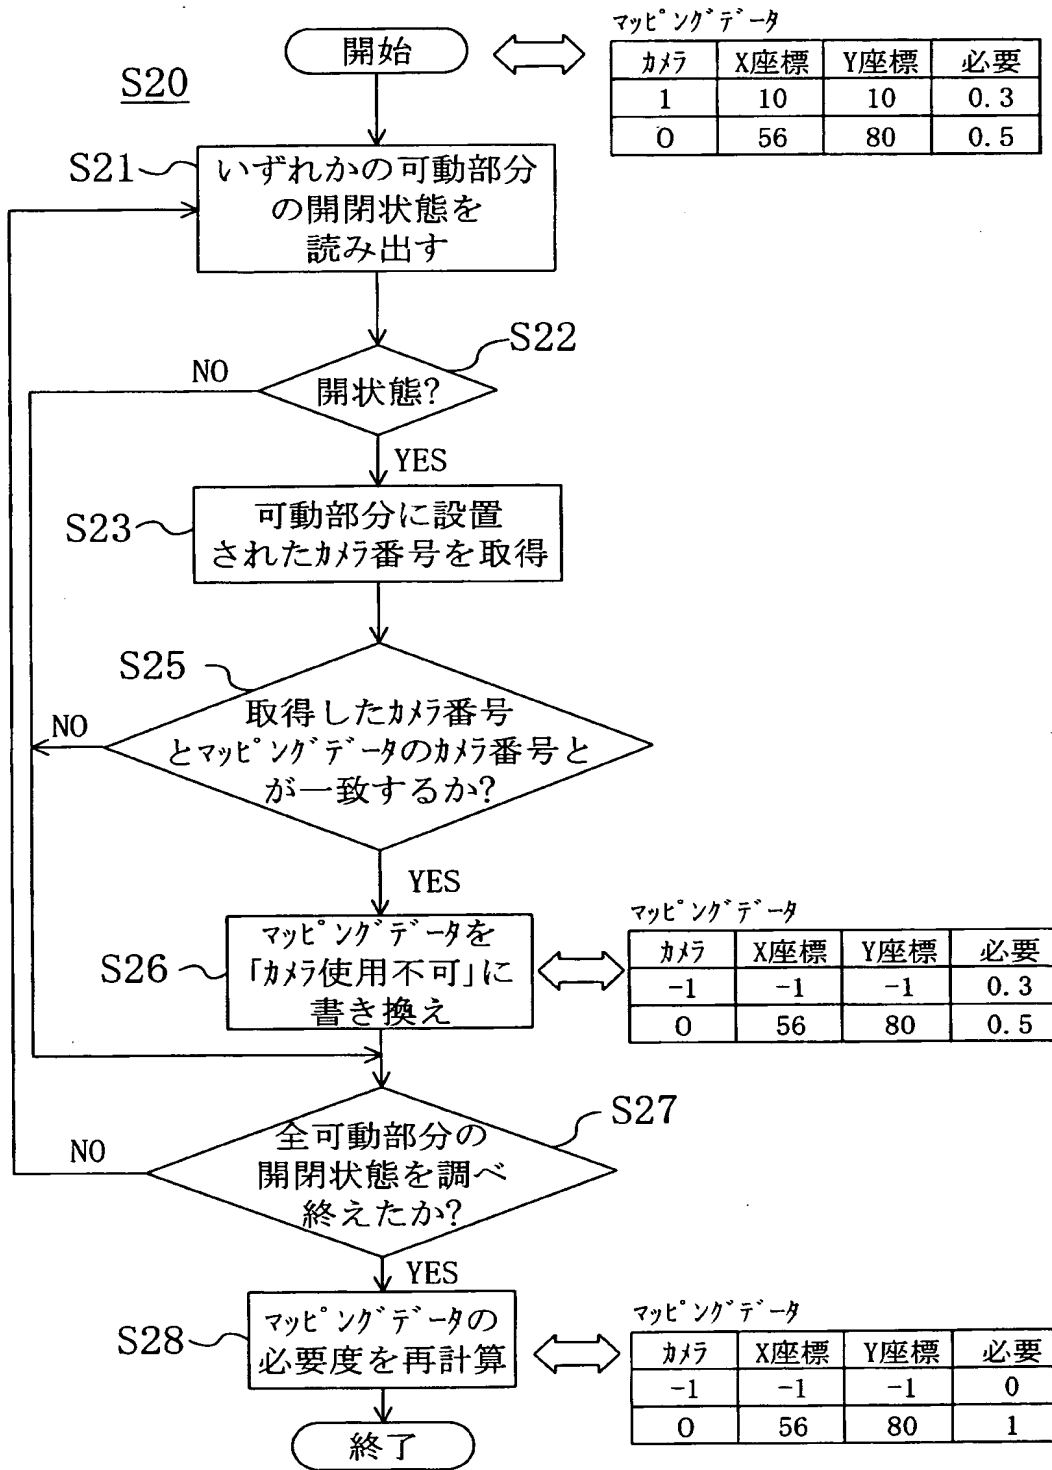 マッピングデータ
開始
カメラ X座標 Y座標 必要
1 10 10 0.3
0 56 80 0.5
S20
S21
いずれかの可動部分
の開閉状態を
読み出す
S22
NO
開状態?
YES
S23
可動部分に設置
されたカメラ番号を取得
S25
NO
取得したカメラ番号
とマッピングデータのカメラ番号と
が一致するか?
YES
S26
マッピングデータを
「カメラ使用不可」に
書き換え
マッピングデータ
カメラ X座標 Y座標 必要
-1 -1 -1 0.3
0 56 80 0.5
S27
NO
全可動部分の
開閉状態を調べ
終えたか?
YES
S28
マッピングデータの
必要度を再計算
マッピングデータ
カメラ X座標 Y座標 必要
-1 -1 -1 0
0 56 80 1
終了